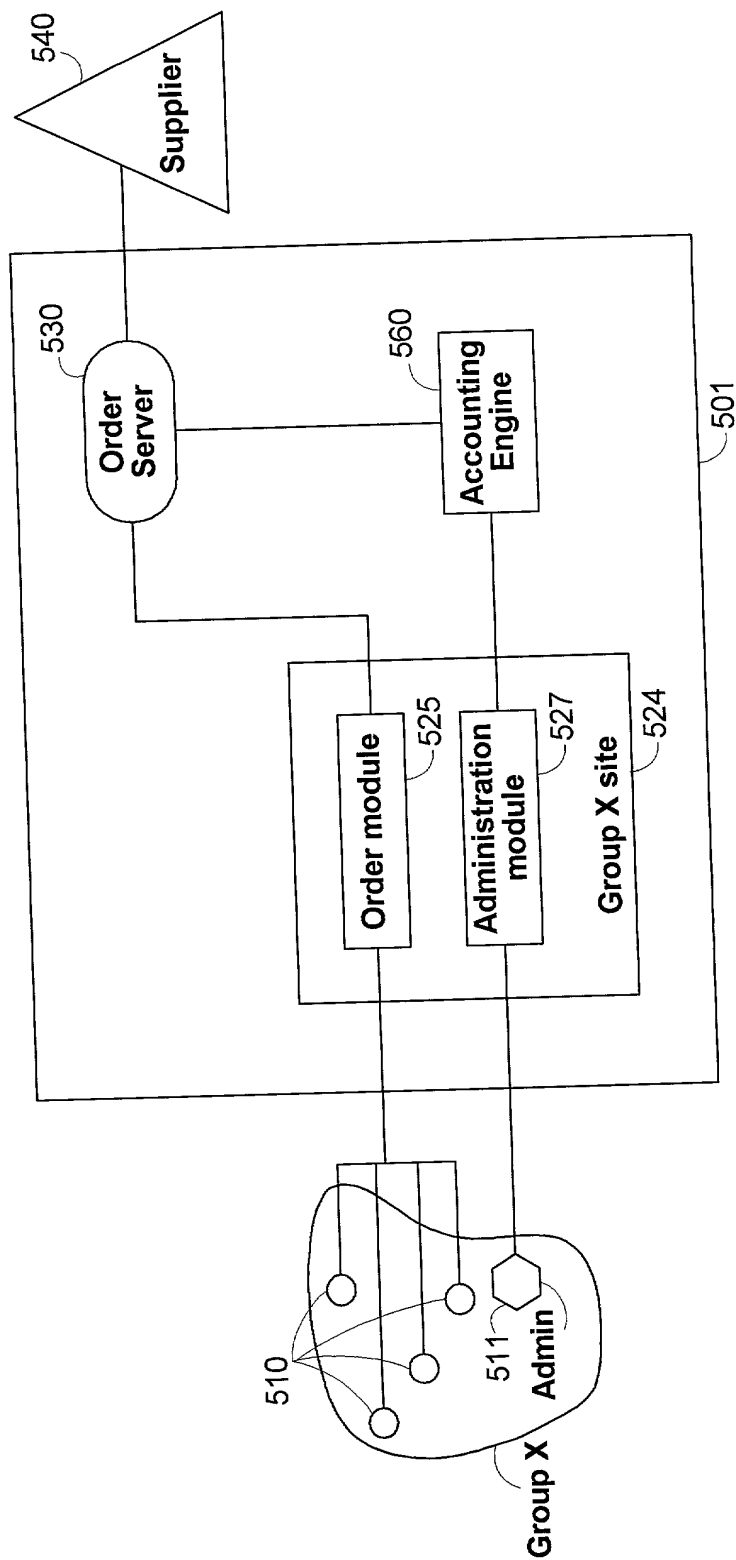 540
Supplier
530
Order
Server
560
Accounting
Engine
501
Order module
525
Administration
module
527
Group X site
524
510
511
Admin
Group X